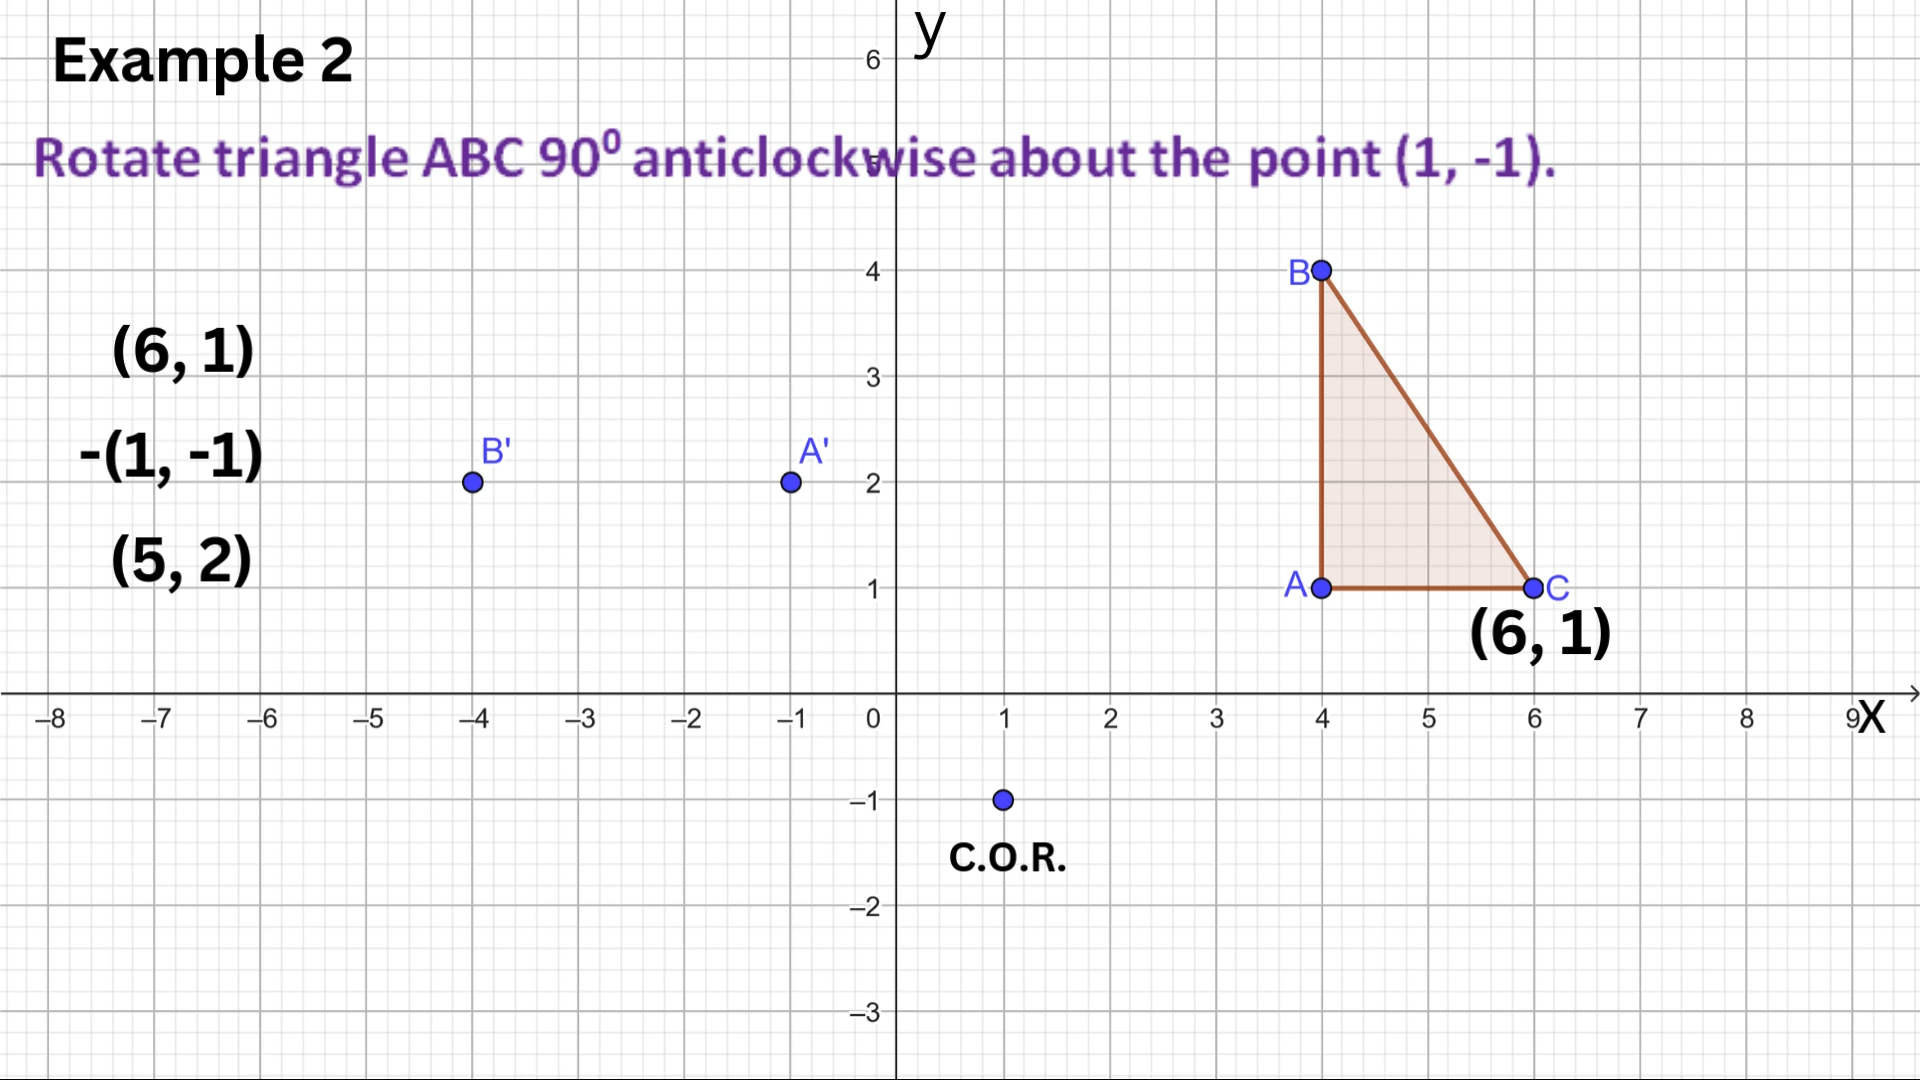 Example 2
Rotate triangle ABC 90⁰ anticlockwise about the point (1, -1).
y
6
5
4
3
2
1
B
(6, 1)
-(1, -1)
(5, 2)
B'
A'
A
C
(6, 1)
–8 –7 –6 –5 –4 –3 –2 –1 0 1 2 3 4 5 6 7 8 9 X
–1
C.O.R.
–2
–3